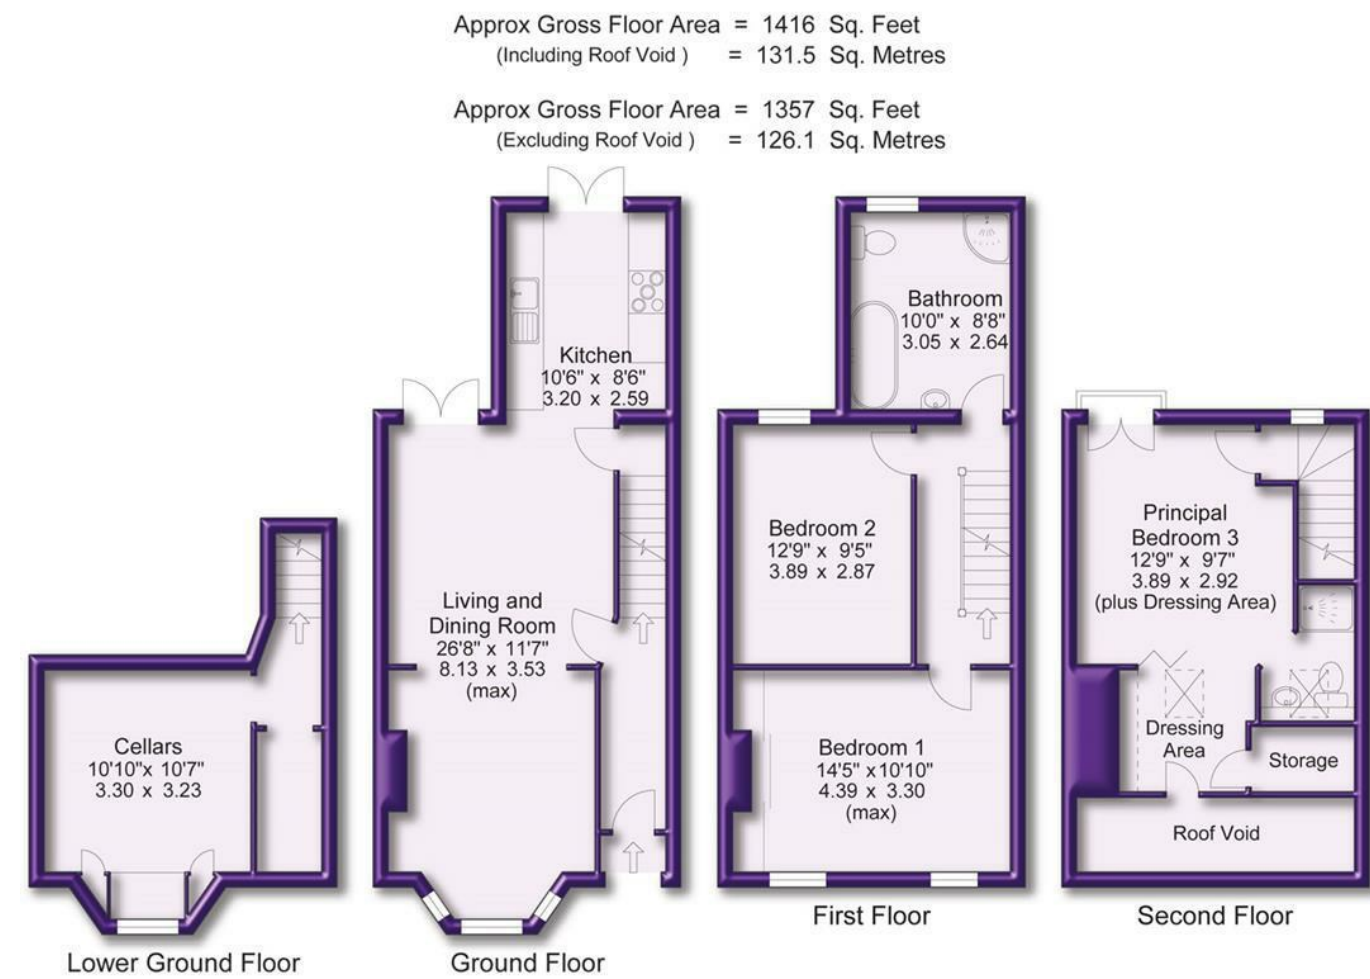 Approx Gross Floor Area = 1416 Sq. Feet
(Including Roof Void ) = 131.5 Sq. Metres
Approx Gross Floor Area = 1357 Sq. Feet
(Excluding Roof Void ) = 126.1 Sq. Metres
Cellars
10'10"x 10'7"
3.30 x 3.23
Lower Ground Floor
Kitchen
10'6" x 8'6"
3.20 x 2.59
Living and
Dining Room
26'8" x 11'7"
8.13 x 3.53
(max)
Ground Floor
Bathroom
10'0" x 8'8"
3.05 x 2.64
Bedroom 2
12'9" x 9'5"
3.89 x 2.87
Bedroom 1
14'5" x10'10"
4.39 x 3.30
(max)
First Floor
Principal
Bedroom 3
12'9" x 9'7"
3.89 x 2.92
(plus Dressing Area)
Dressing
Area
Storage
Roof Void
Second Floor